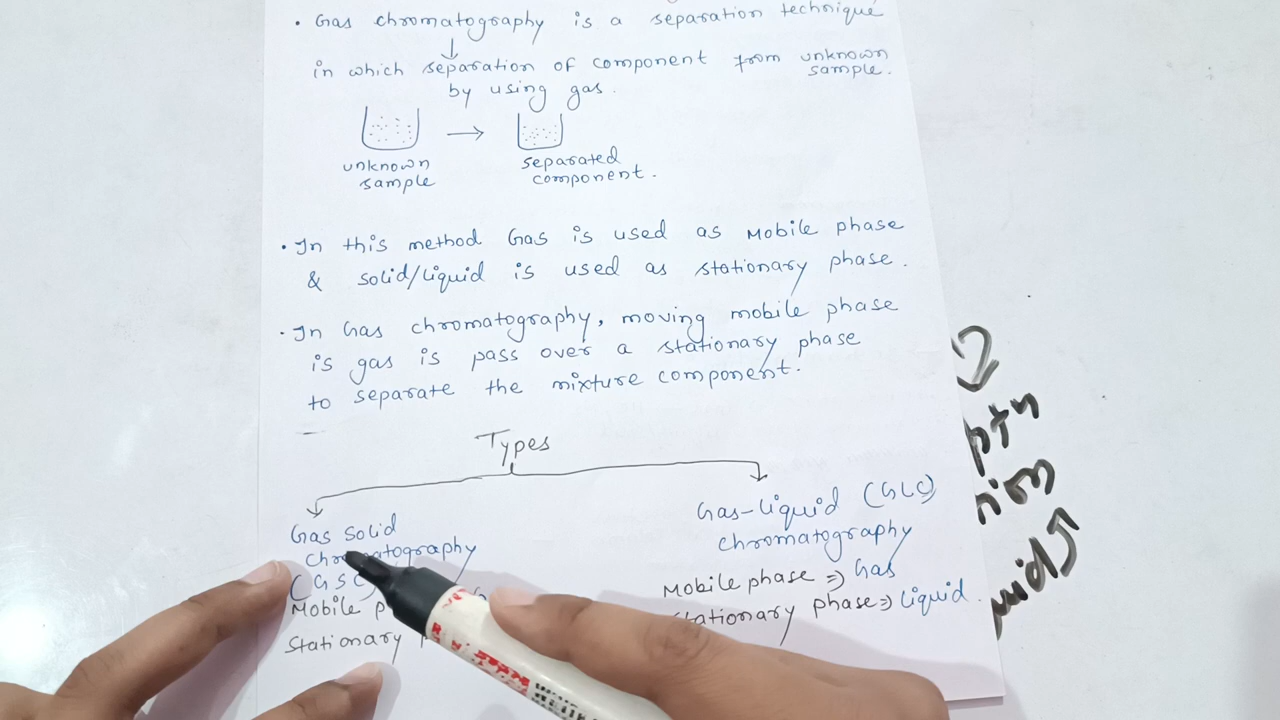 • Gas chromatography is a separation technique
in which separation of component from unknown sample.
by using gas.
unknown sample
separated component.
• In this method Gas is used as Mobile phase
& solid/liquid is used as stationary phase.
• In Gas chromatography, moving mobile phase
is gas is pass over a stationary phase
to separate the mixture component.
Types
Gas solid
chromatography
(GSC)
Mobile p
Stationary
Gas-liquid (GLC)
chromatography
Mobile phase ⇒ Gas
stationary phase ⇒ liquid.